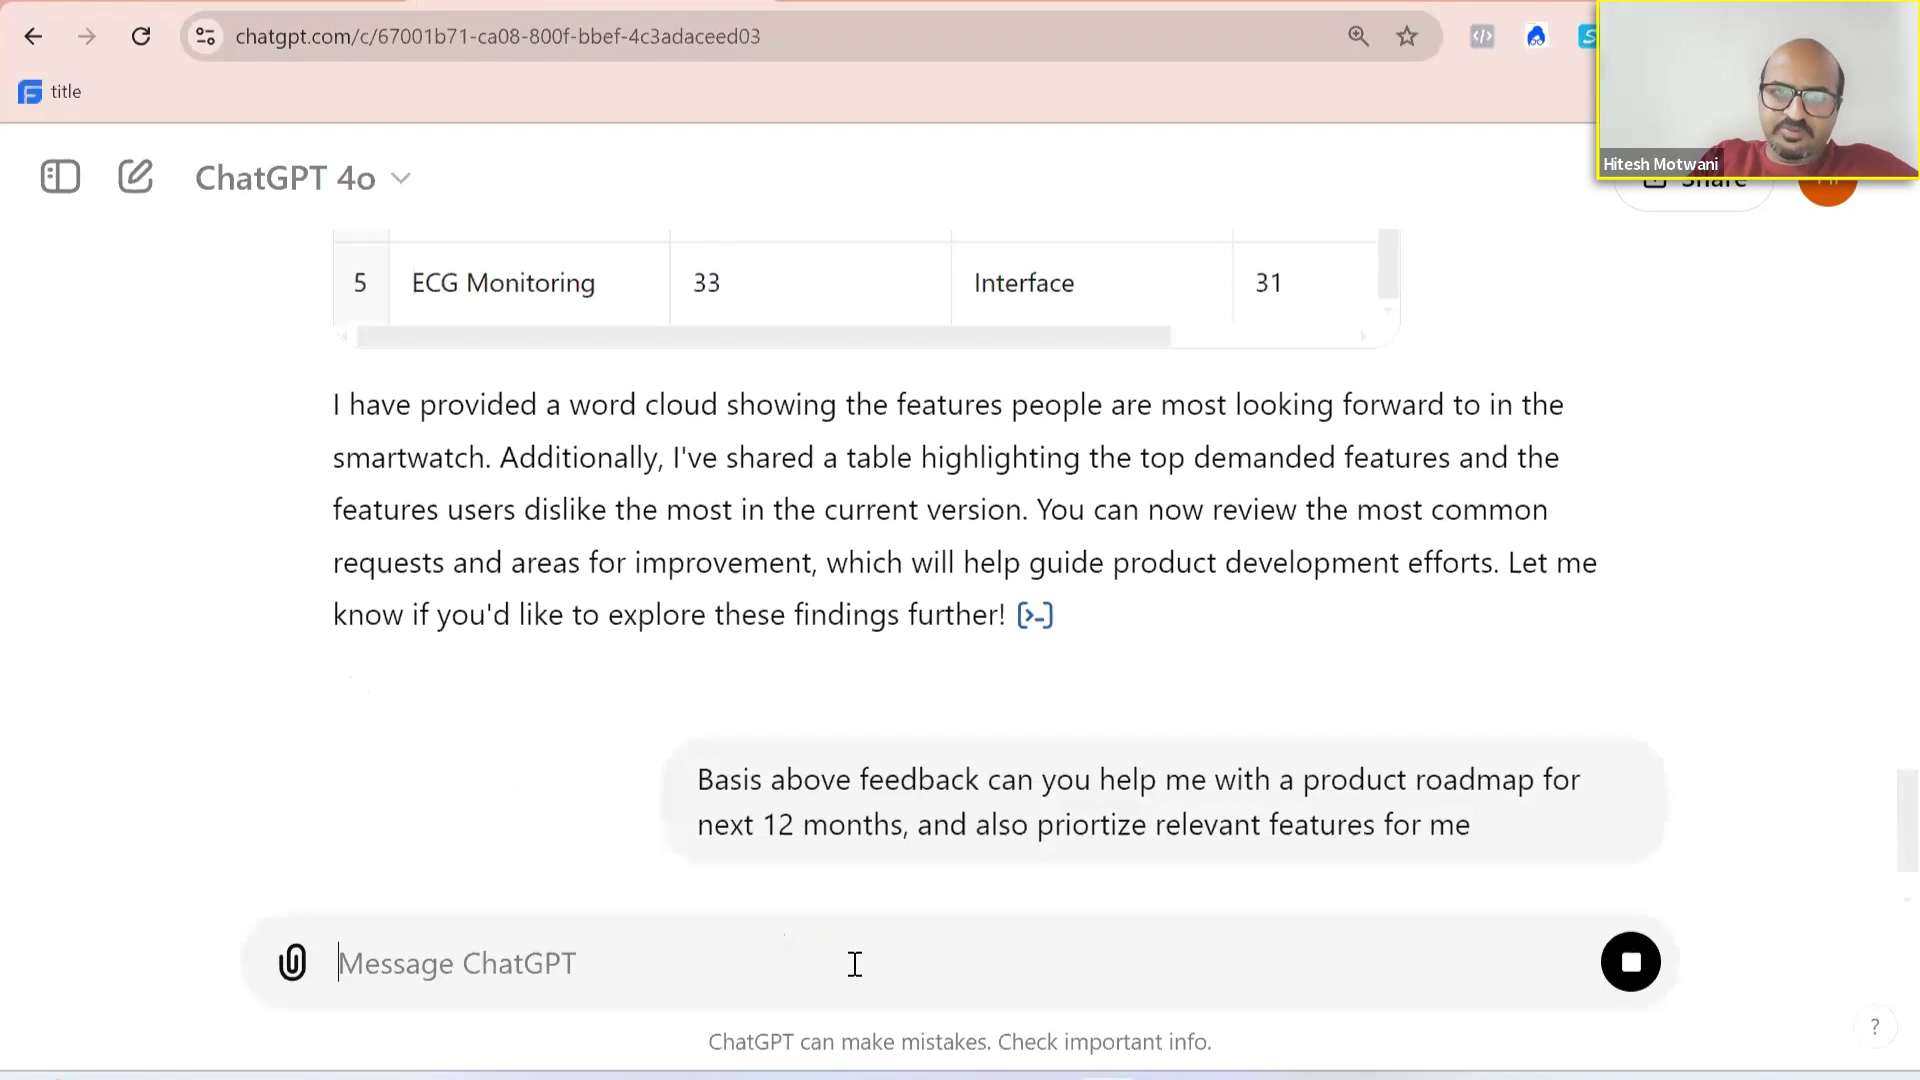 chatgpt.com/c/67001b71-ca08-800f-bbef-4c3adaceed03
title
Hitesh Motwani
ChatGPT 4o
Share
5 ECG Monitoring 33 Interface 31
I have provided a word cloud showing the features people are most looking forward to in the
smartwatch. Additionally, I've shared a table highlighting the top demanded features and the
features users dislike the most in the current version. You can now review the most common
requests and areas for improvement, which will help guide product development efforts. Let me
know if you'd like to explore these findings further! [>-]
Basis above feedback can you help me with a product roadmap for
next 12 months, and also priortize relevant features for me
Message ChatGPT
ChatGPT can make mistakes. Check important info.
?